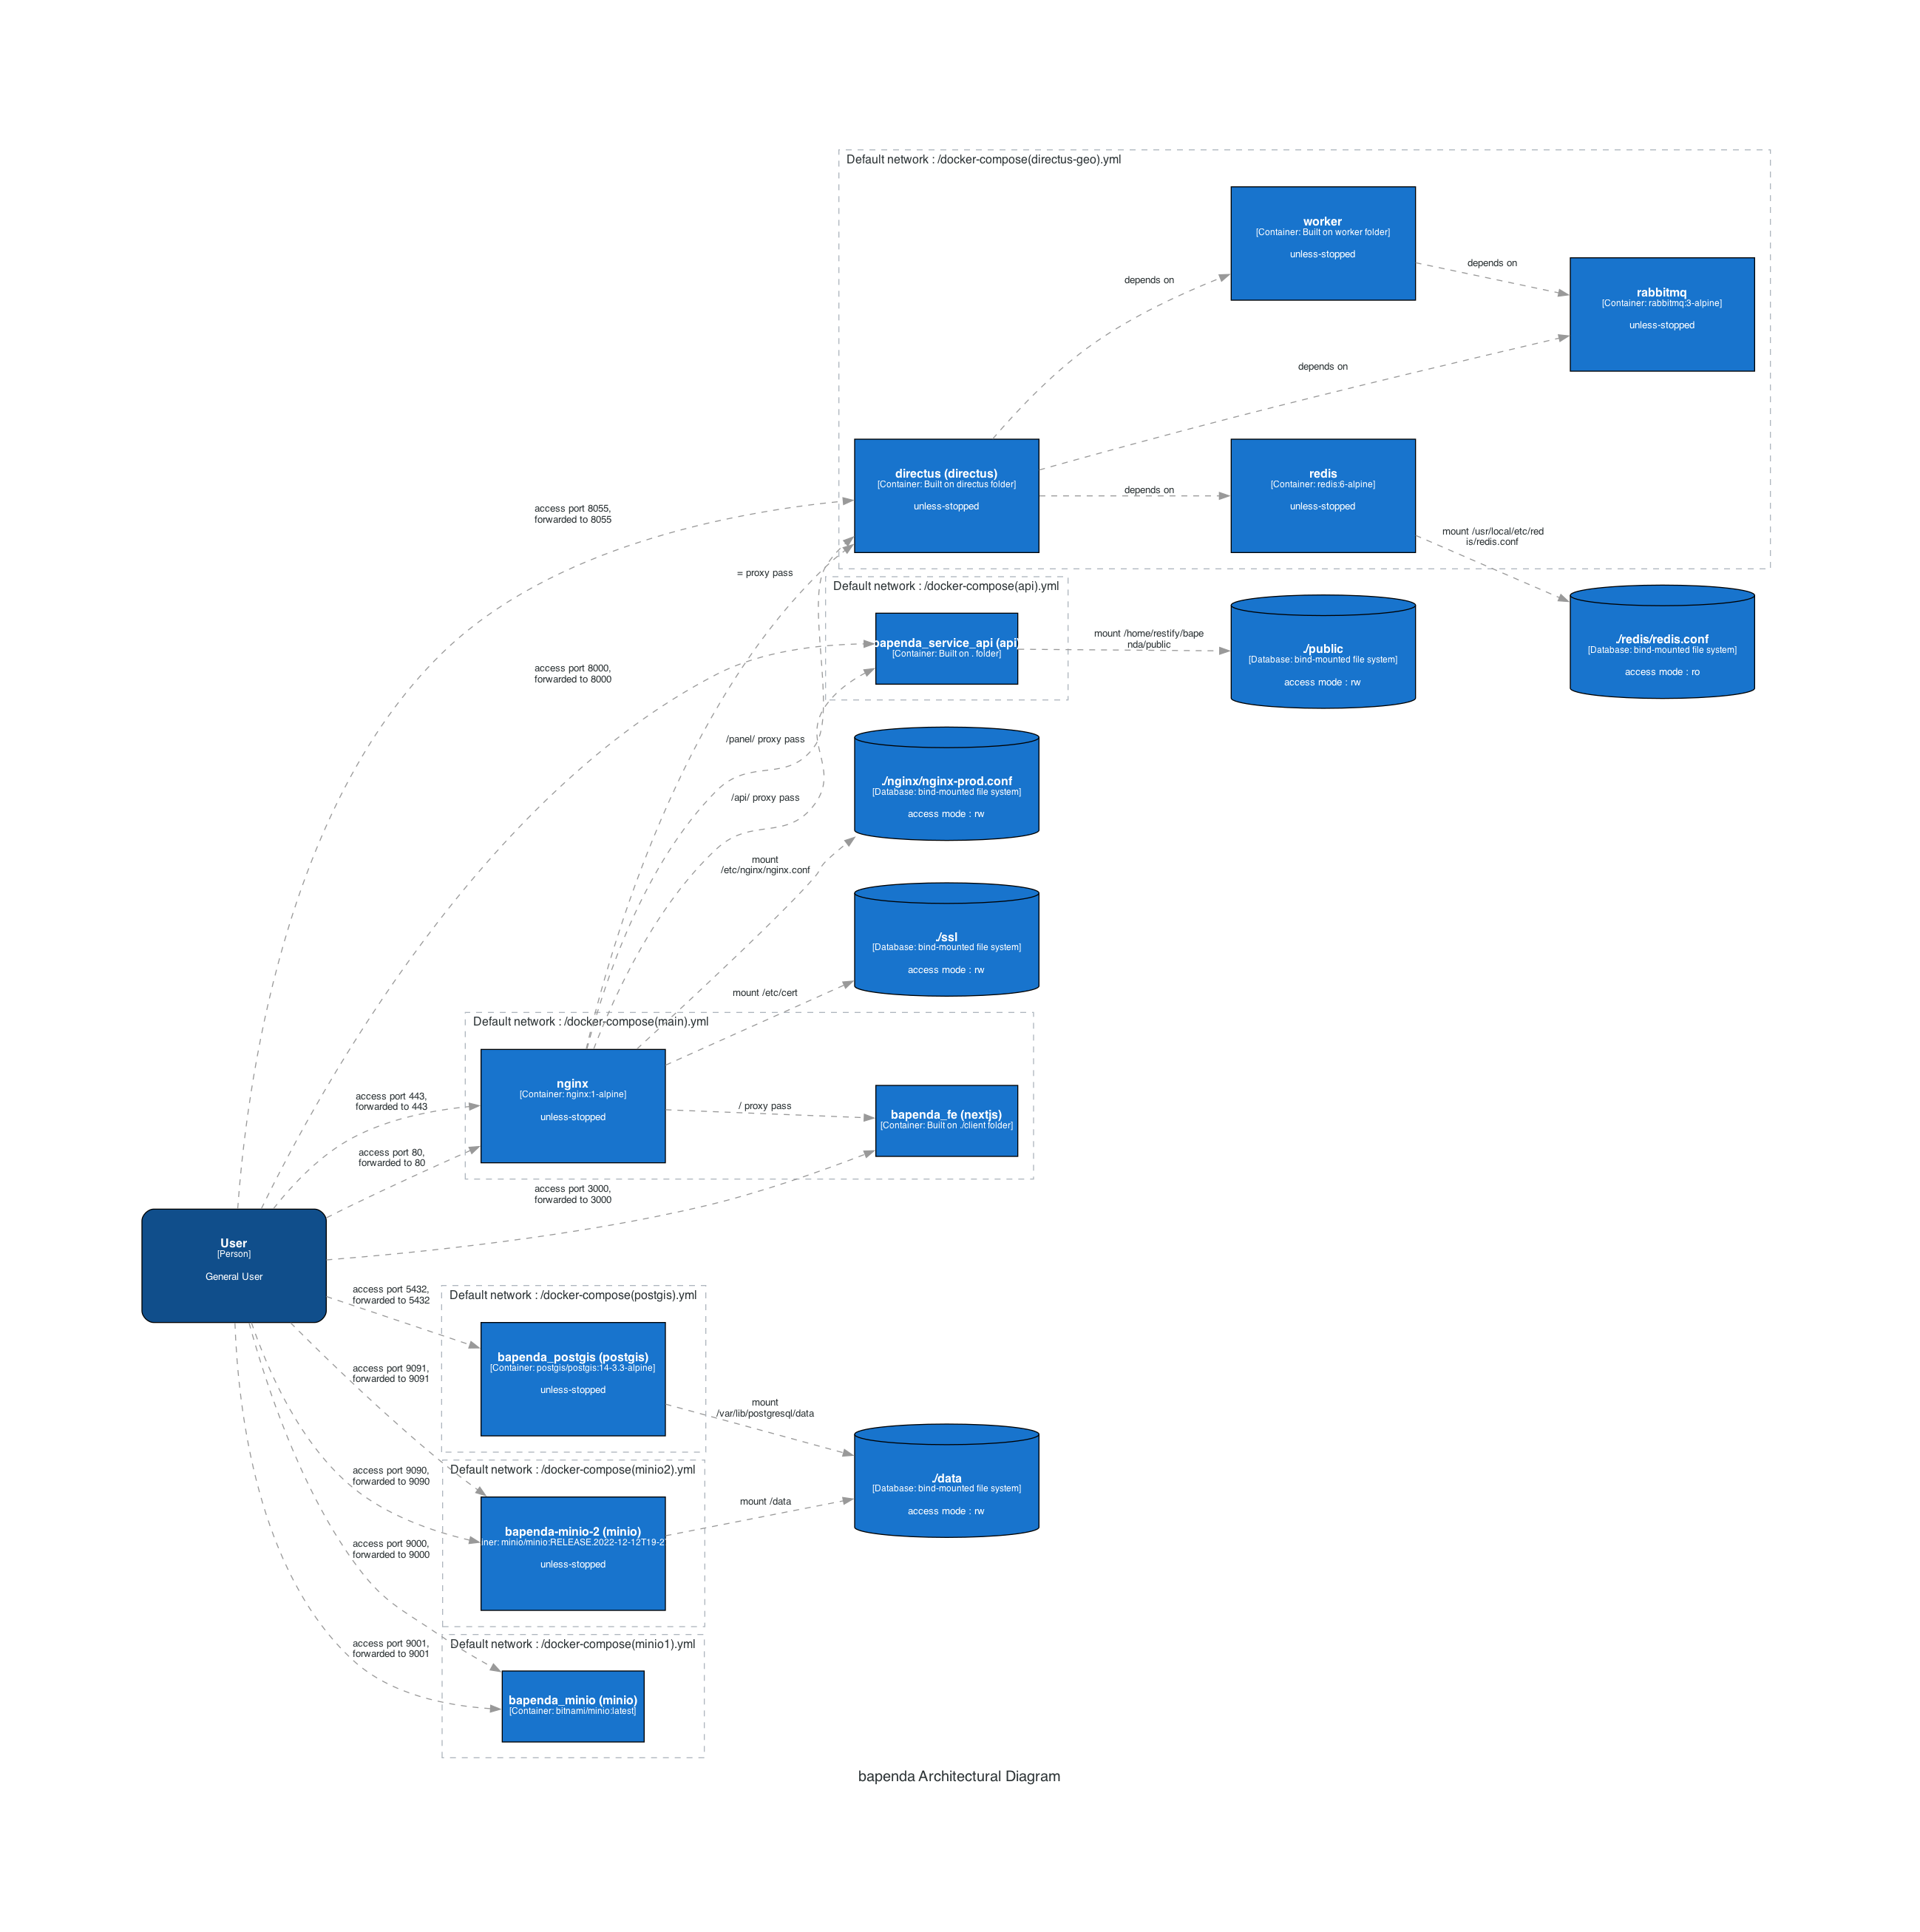 Default network : /docker-compose(directus-geo).yml
worker
[Container: Built on worker folder]
unless-stopped
depends on
depends on
rabbitmq
[Container: rabbitmq:3-alpine]
unless-stopped
depends on
directus (directus)
[Container: Built on directus folder]
unless-stopped
depends on
redis
[Container: redis:6-alpine]
unless-stopped
mount /usr/local/etc/red
is/redis.conf
access port 8055,
forwarded to 8055
= proxy pass
Default network : /docker-compose(api).yml
bapenda_service_api (api)
[Container: Built on . folder]
mount /home/restify/bape
nda/public
./public
[Database: bind-mounted file system]
access mode : rw
./redis/redis.conf
[Database: bind-mounted file system]
access mode : ro
access port 8000,
forwarded to 8000
/panel/ proxy pass
/api/ proxy pass
./nginx/nginx-prod.conf
[Database: bind-mounted file system]
access mode : rw
mount
/etc/nginx/nginx.conf
./ssl
[Database: bind-mounted file system]
access mode : rw
mount /etc/cert
Default network : /docker-compose(main).yml
nginx
[Container: nginx:1-alpine]
unless-stopped
/ proxy pass
bapenda_fe (nextjs)
[Container: Built on ./client folder]
access port 443,
forwarded to 443
access port 80,
forwarded to 80
access port 3000,
forwarded to 3000
User
[Person]
General User
access port 5432,
forwarded to 5432
Default network : /docker-compose(postgis).yml
bapenda_postgis (postgis)
[Container: postgis/postgis:14-3.3-alpine]
unless-stopped
access port 9091,
forwarded to 9091
mount
/var/lib/postgresql/data
./data
[Database: bind-mounted file system]
access mode : rw
access port 9090,
forwarded to 9090
Default network : /docker-compose(minio2).yml
bapenda-minio-2 (minio)
iner: minio/minio:RELEASE.2022-12-12T19-2
unless-stopped
mount /data
access port 9000,
forwarded to 9000
access port 9001,
forwarded to 9001
Default network : /docker-compose(minio1).yml
bapenda_minio (minio)
[Container: bitnami/minio:latest]
bapenda Architectural Diagram